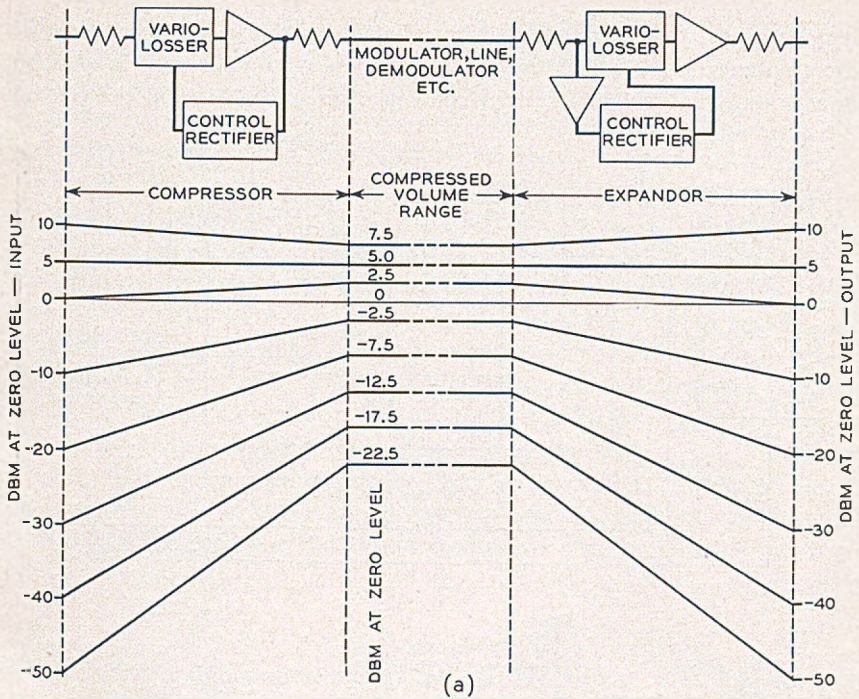 VARIO-
LOSSER
CONTROL
RECTIFIER
MODULATOR, LINE,
DEMODULATOR
ETC.
VARIO-
LOSSER
CONTROL
RECTIFIER
COMPRESSOR
COMPRESSED
VOLUME
RANGE
EXPANDOR
DBM AT ZERO LEVEL — INPUT
10
5
0
-10
-20
-30
-40
-50
7.5
5.0
2.5
0
-2.5
-7.5
-12.5
-17.5
-22.5
DBM AT ZERO LEVEL
10
5
0
-10
-20
-30
-40
-50
DBM AT ZERO LEVEL — OUTPUT
(a)